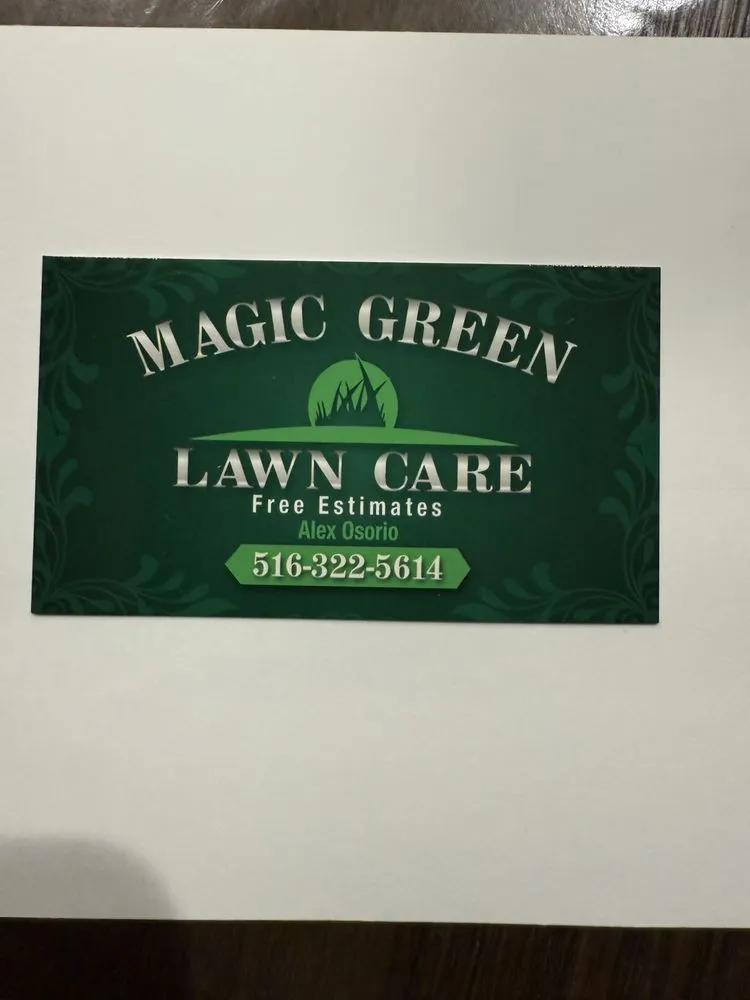 MAGIC GREEN
LAWN CARE
Free Estimates
Alex Osorio
516-322-5614